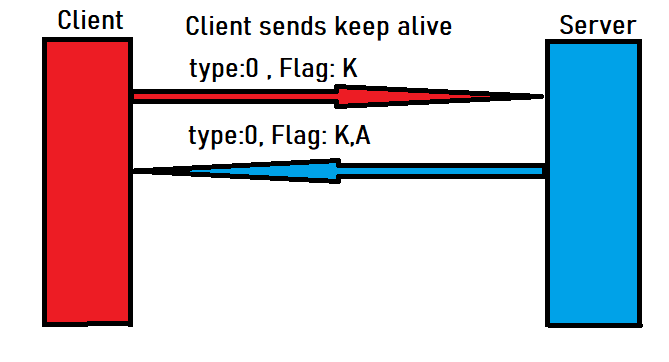 Client
Client sends keep alive
Server
type:0 , Flag: K
type:0, Flag: K,A